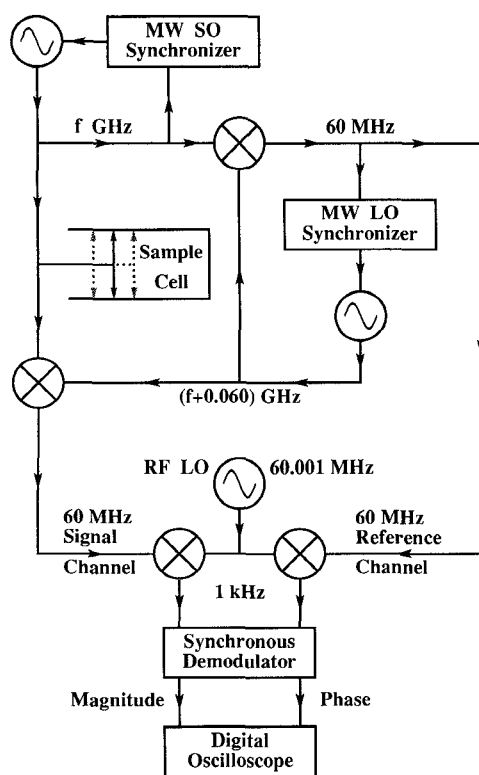 MW SO
Synchronizer
f GHz
60 MHz
MW LO
Synchronizer
Sample
Cell
(f+0.060) GHz
RF LO
60.001 MHz
60 MHz
Signal
Channel
60 MHz
Reference
Channel
1 kHz
Synchronous
Demodulator
Magnitude
Phase
Digital
Oscilloscope